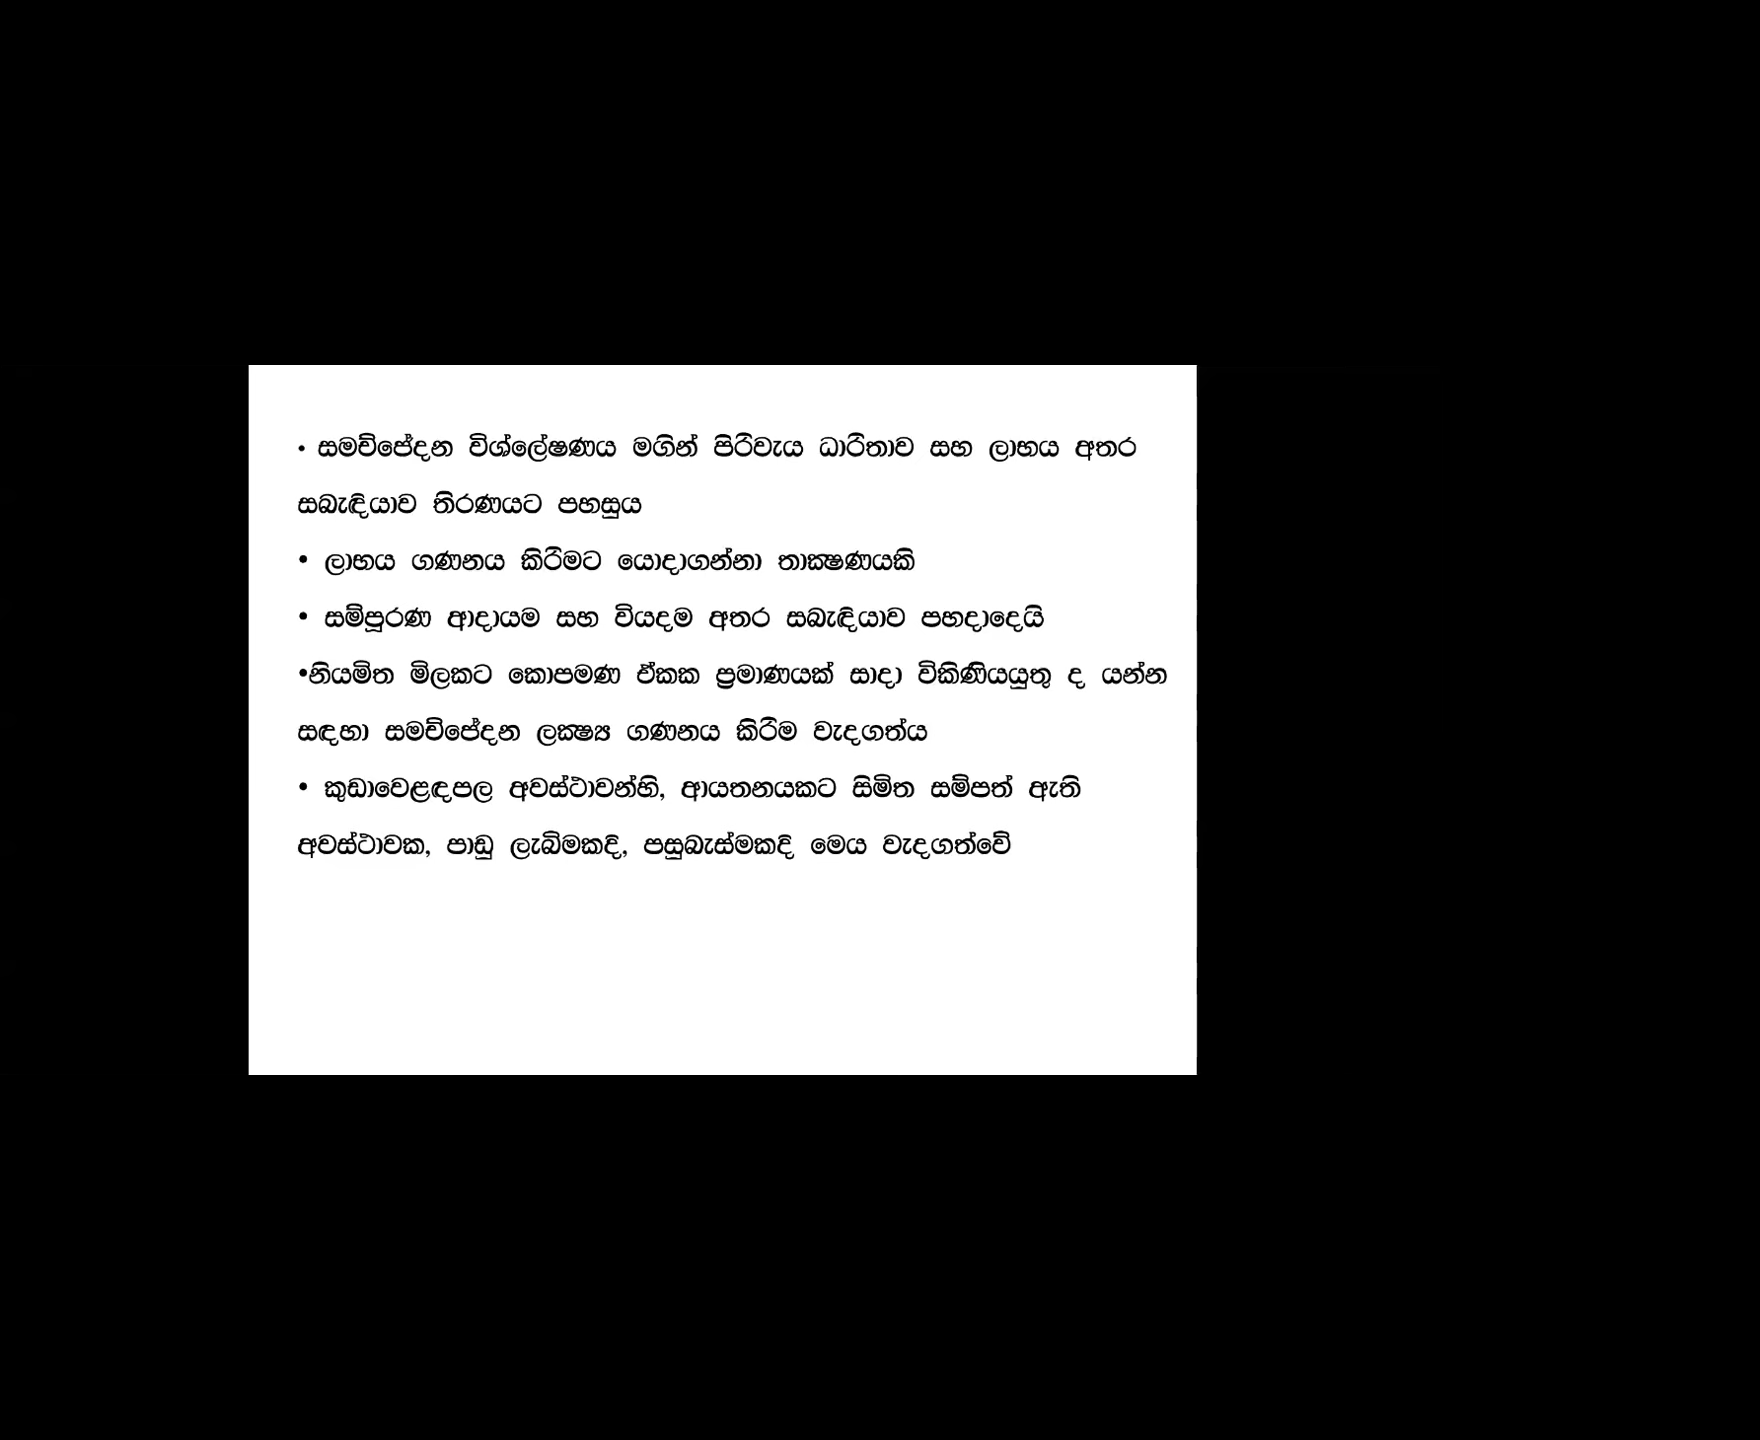 • සමච්ජේදන විශ්ලේෂණය මගින් පිරිවැය ධාරිතාව සහ ලාභය අතර
සබැඳියාව තිරණයට පහසුය
• ලාභය ගණනය කිරීමට යොදාගන්නා තාක්‍ෂණයකි
• සම්පූරණ ආදායම සහ වියදම අතර සබැඳියාව පහදාදෙයි
•නියමිත මිලකට කොපමණ ඒකක ප්‍රමාණයක් සාදා විකිණියයුතු ද යන්න
සඳහා සමච්ජේදන ලක්‍ෂ්‍ය ගණනය කිරීම වැදගත්ය
• කුඩාවෙළඳපල අවස්ථාවන්හි, ආයතනයකට සිමිත සම්පත් ඇති
අවස්ථාවක, පාඩු ලැබීමකදි, පසුබැස්මකදි මෙය වැදගත්වේ